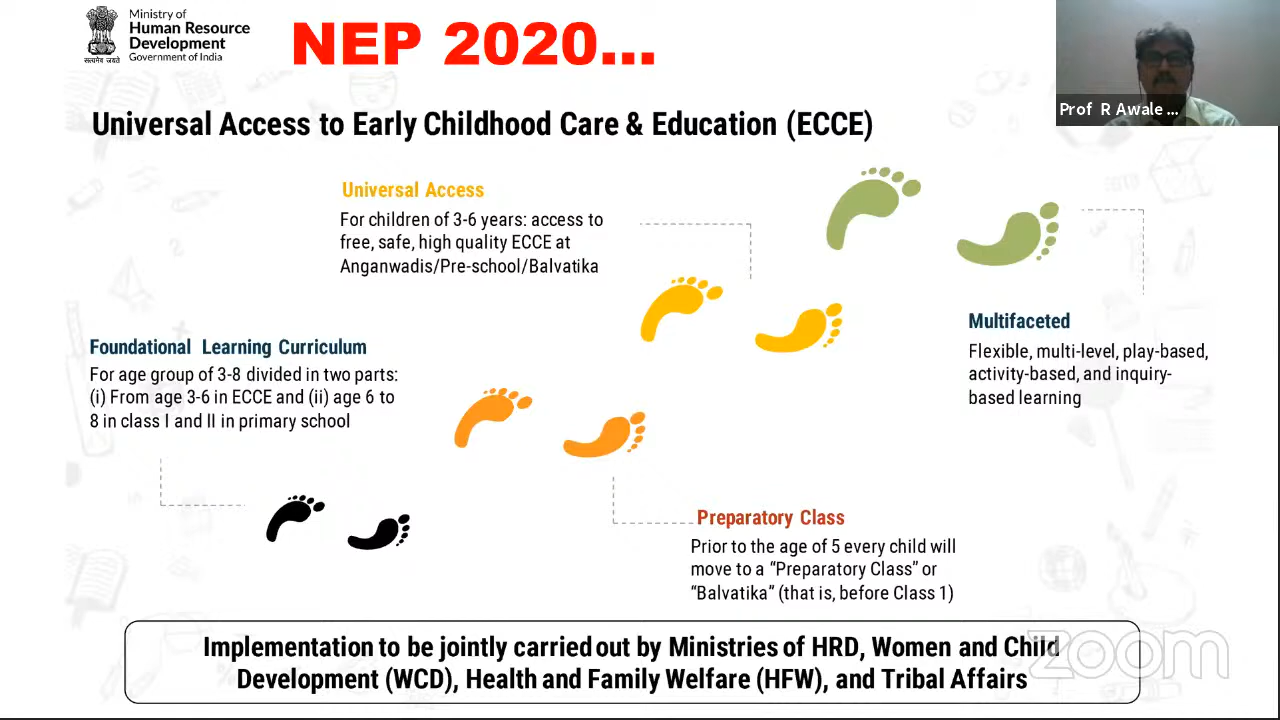 Ministry of
Human Resource
Development
Government of India
सत्यमेव जयते
NEP 2020...
Prof R Awale ...
Universal Access to Early Childhood Care & Education (ECCE)
Universal Access
For children of 3-6 years: access to
free, safe, high quality ECCE at
Anganwadis/Pre-school/Balvatika
Multifaceted
Flexible, multi-level, play-based,
activity-based, and inquiry-
based learning
Foundational Learning Curriculum
For age group of 3-8 divided in two parts:
(i) From age 3-6 in ECCE and (ii) age 6 to
8 in class I and II in primary school
Preparatory Class
Prior to the age of 5 every child will
move to a “Preparatory Class” or
“Balvatika” (that is, before Class 1)
Implementation to be jointly carried out by Ministries of HRD, Women and Child
Development (WCD), Health and Family Welfare (HFW), and Tribal Affairs
zoom